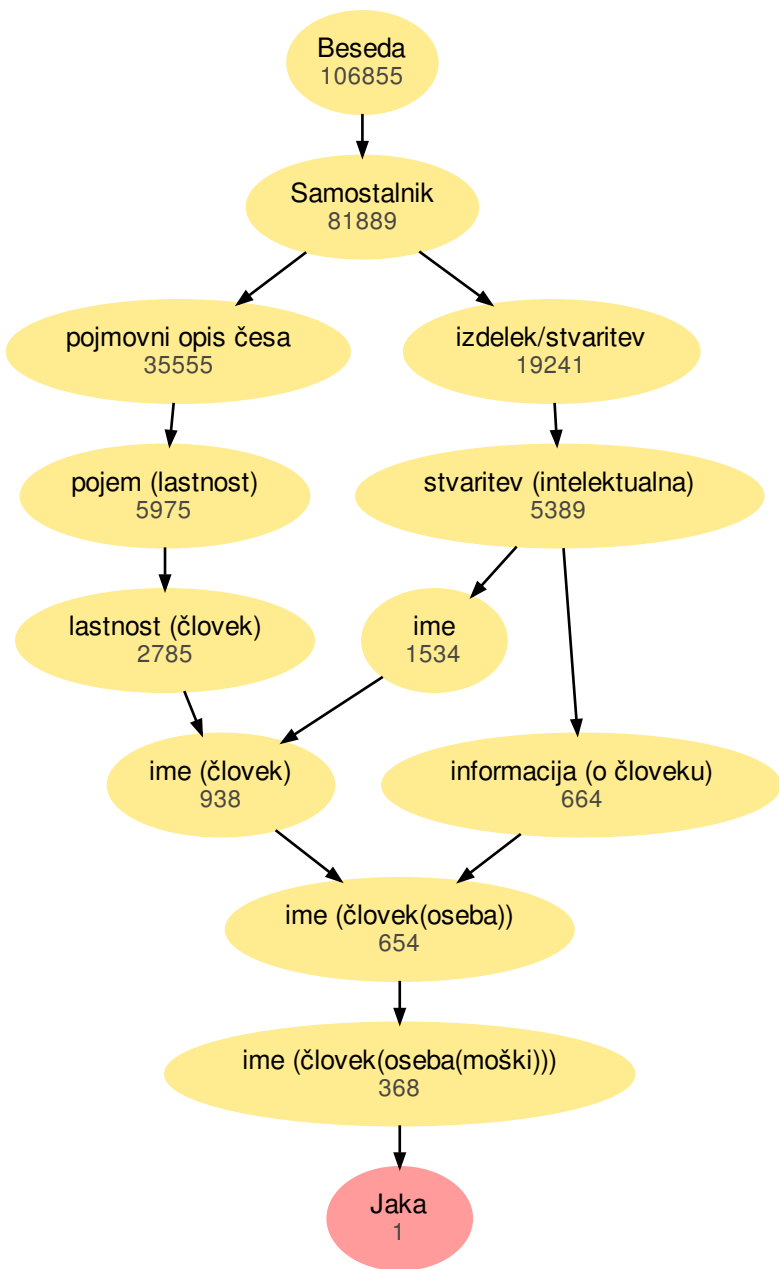 Beseda
106855
Samostalnik
81889
pojmovni opis česa
35555
izdelek/stvaritev
19241
pojem (lastnost)
5975
stvaritev (intelektualna)
5389
lastnost (človek)
2785
ime
1534
ime (človek)
938
informacija (o človeku)
664
ime (človek(oseba))
654
ime (človek(oseba(moški)))
368
Jaka
1